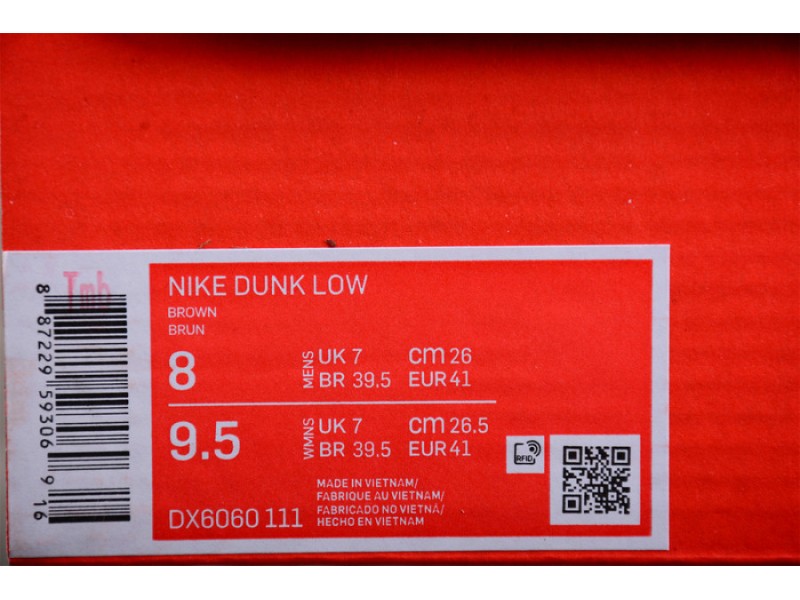 Tmb
8 87229 59306 9 16
NIKE DUNK LOW
BROWN
BRUN
8
MENS
UK 7 cm 26
BR 39.5 EUR 41
9.5
WMNS
UK 7 cm 26.5
BR 39.5 EUR 41
RFID
DX6060 111
MADE IN VIETNAM/
FABRIQUE AU VIETNAM/
FABRICADO NO VIETNÁ/
HECHO EN VIETNAM